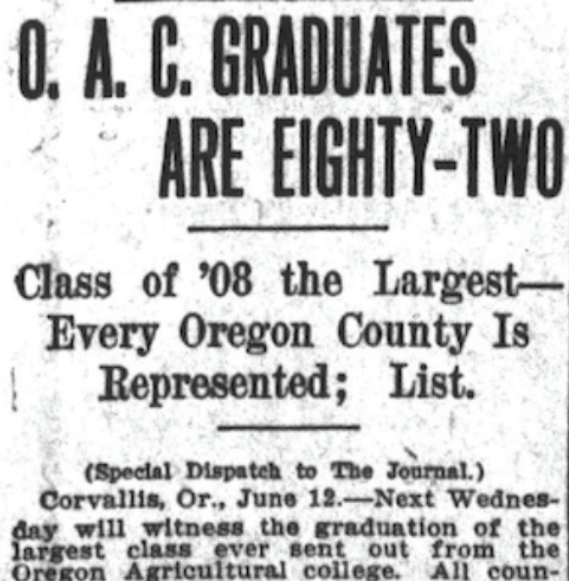 O. A. C. GRADUATES
ARE EIGHTY-TWO
Class of '08 the Largest—
Every Oregon County Is
Represented; List.
(Special Dispatch to The Journal.)
Corvallis, Or., June 12.—Next Wednes-
day will witness the graduation of the
largest class ever sent out from the
Oregon Agricultural college. All coun-